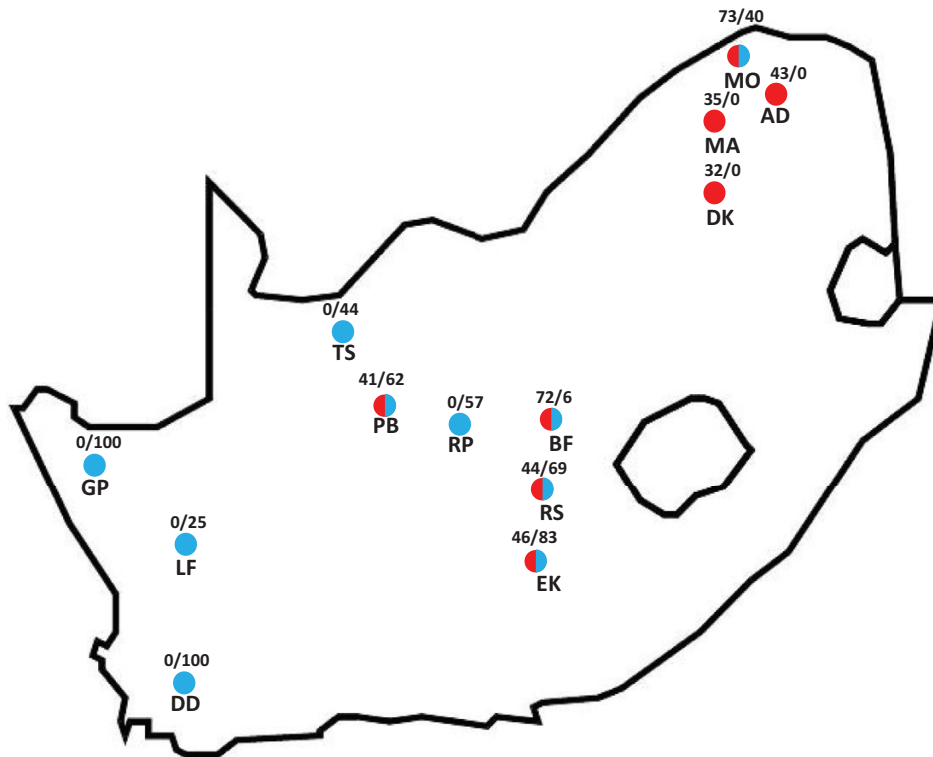 73/40
MO
43/0
AD
35/0
MA
32/0
DK
0/44
TS
41/62
PB
0/57
RP
72/6
BF
0/100
GP
44/69
RS
0/25
LF
46/83
EK
0/100
DD